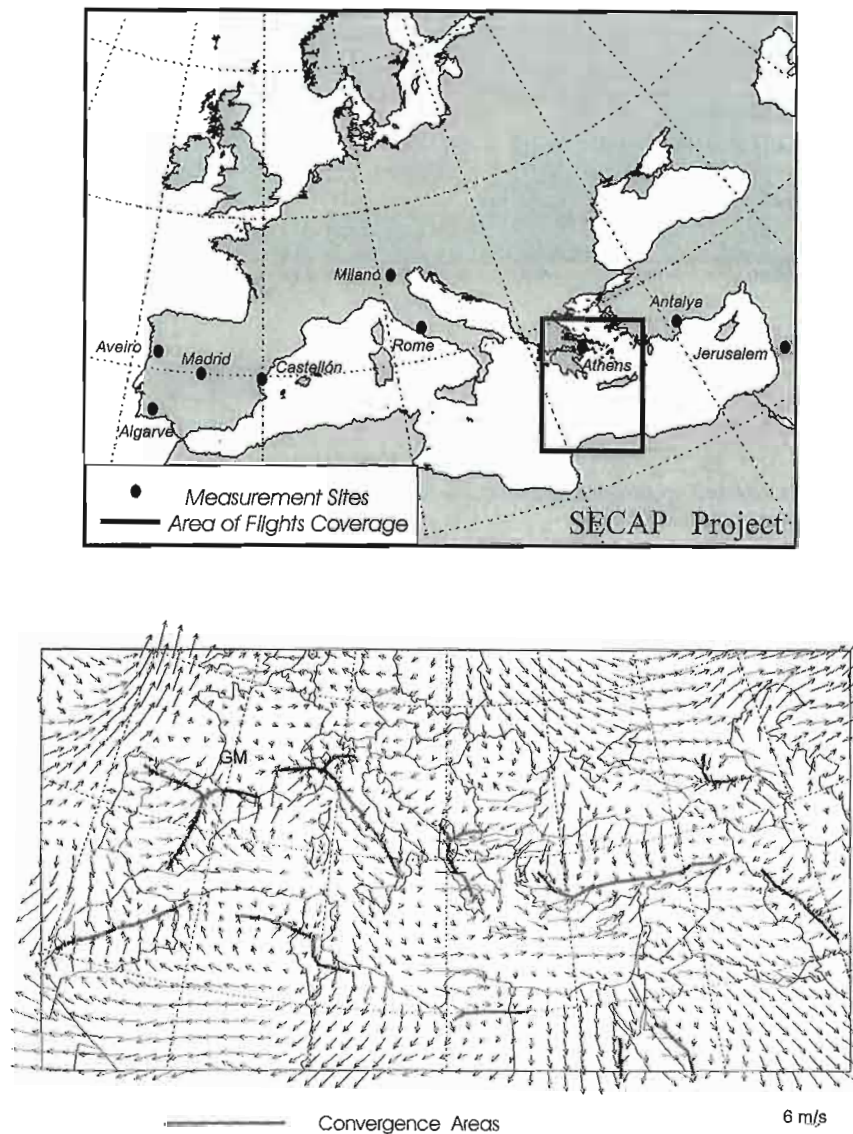 Milano
Antalya
Aveiro
Madrid
Castellón
Rome
Athens
Jerusalem
Algarve
Measurement Sites
Area of Flights Coverage
SECAP Project
GM
Convergence Areas
6 m/s